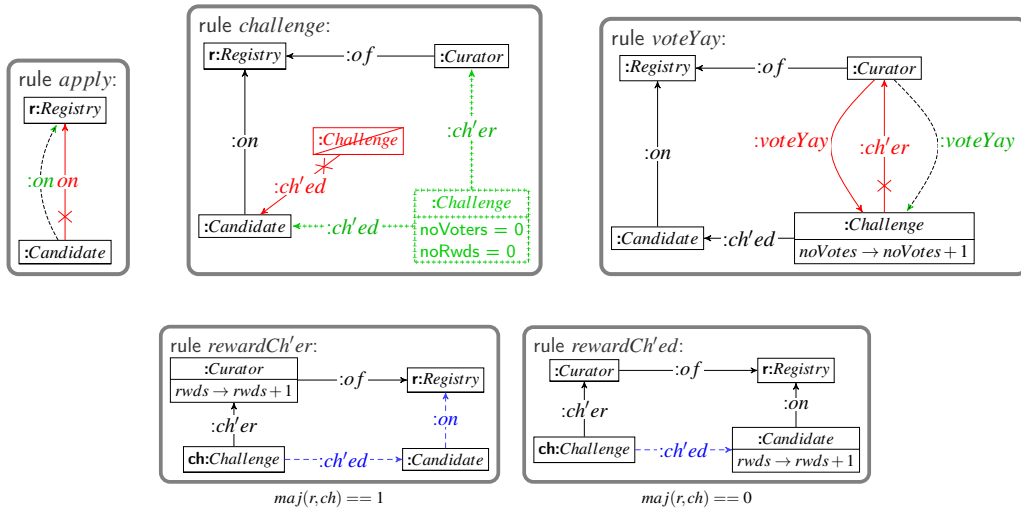 rule apply:
r:Registry
:on on
:Candidate
rule challenge:
r:Registry
:of
:Curator
:on
:Challenge
:ch'er
:ch'ed
:Challenge
:Candidate
:ch'ed
noVoters = 0
noRwds = 0
rule voteYay:
:Registry
:of
:Curator
:on
:voteYay
:ch'er
:voteYay
:Candidate
:ch'ed
:Challenge
noVotes → noVotes + 1
rule rewardCh'er:
:Curator
rwds → rwds + 1
:of
r:Registry
:ch'er
:on
ch:Challenge
:ch'ed
:Candidate
maj(r,ch) == 1
rule rewardCh'ed:
:Curator
:of
r:Registry
:ch'er
:on
ch:Challenge
:ch'ed
:Candidate
rwds → rwds + 1
maj(r,ch) == 0